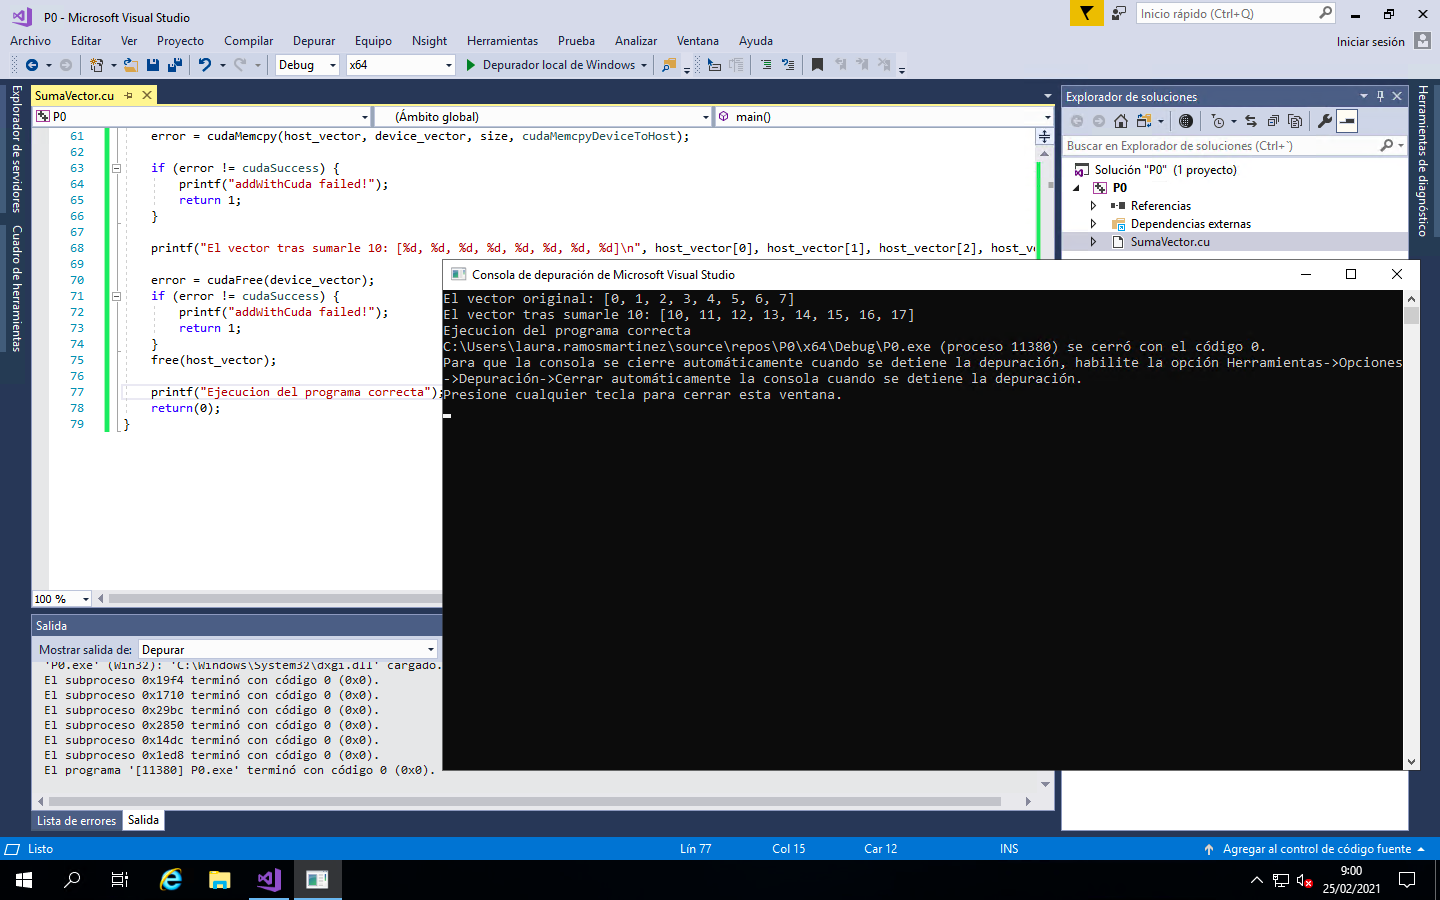 P0 - Microsoft Visual Studio
Inicio rápido (Ctrl+Q)
Archivo Editar Ver Proyecto Compilar Depurar Equipo Nsight Herramientas Prueba Analizar Ventana Ayuda
Iniciar sesión
Debug x64 Depurador local de Windows
Explorador de servidores
Cuadro de herramientas
SumaVector.cu
P0 (Ámbito global) main()
61 error = cudaMemcpy(host_vector, device_vector, size, cudaMemcpyDeviceToHost);
62
63 if (error != cudaSuccess) {
64 printf("addWithCuda failed!");
65 return 1;
66 }
67
68 printf("El vector tras sumarle 10: [%d, %d, %d, %d, %d, %d, %d, %d]\n", host_vector[0], host_vector[1], host_vector[2], host_v
69
70 error = cudaFree(device_vector);
71 if (error != cudaSuccess) {
72 printf("addWithCuda failed!");
73 return 1;
74 }
75 free(host_vector);
76
77 printf("Ejecucion del programa correcta");
78 return(0);
79 }
100 %
Explorador de soluciones
Buscar en Explorador de soluciones (Ctrl+`)
Solución "P0" (1 proyecto)
P0
Referencias
Dependencias externas
SumaVector.cu
Herramientas de diagnóstico
Consola de depuración de Microsoft Visual Studio
El vector original: [0, 1, 2, 3, 4, 5, 6, 7]
El vector tras sumarle 10: [10, 11, 12, 13, 14, 15, 16, 17]
Ejecucion del programa correcta
C:\Users\laura.ramosmartinez\source\repos\P0\x64\Debug\P0.exe (proceso 11380) se cerró con el código 0.
Para que la consola se cierre automáticamente cuando se detiene la depuración, habilite la opción Herramientas->Opciones
->Depuración->Cerrar automáticamente la consola cuando se detiene la depuración.
Presione cualquier tecla para cerrar esta ventana.
Salida
Mostrar salida de: Depurar
'P0.exe' (Win32): 'C:\Windows\System32\dxgi.dll' cargado.
El subproceso 0x19f4 terminó con código 0 (0x0).
El subproceso 0x1710 terminó con código 0 (0x0).
El subproceso 0x29bc terminó con código 0 (0x0).
El subproceso 0x2850 terminó con código 0 (0x0).
El subproceso 0x14dc terminó con código 0 (0x0).
El subproceso 0x1ed8 terminó con código 0 (0x0).
El programa '[11380] P0.exe' terminó con código 0 (0x0).
Lista de errores Salida
Listo Lín 77 Col 15 Car 12 INS Agregar al control de código fuente
9:00
25/02/2021